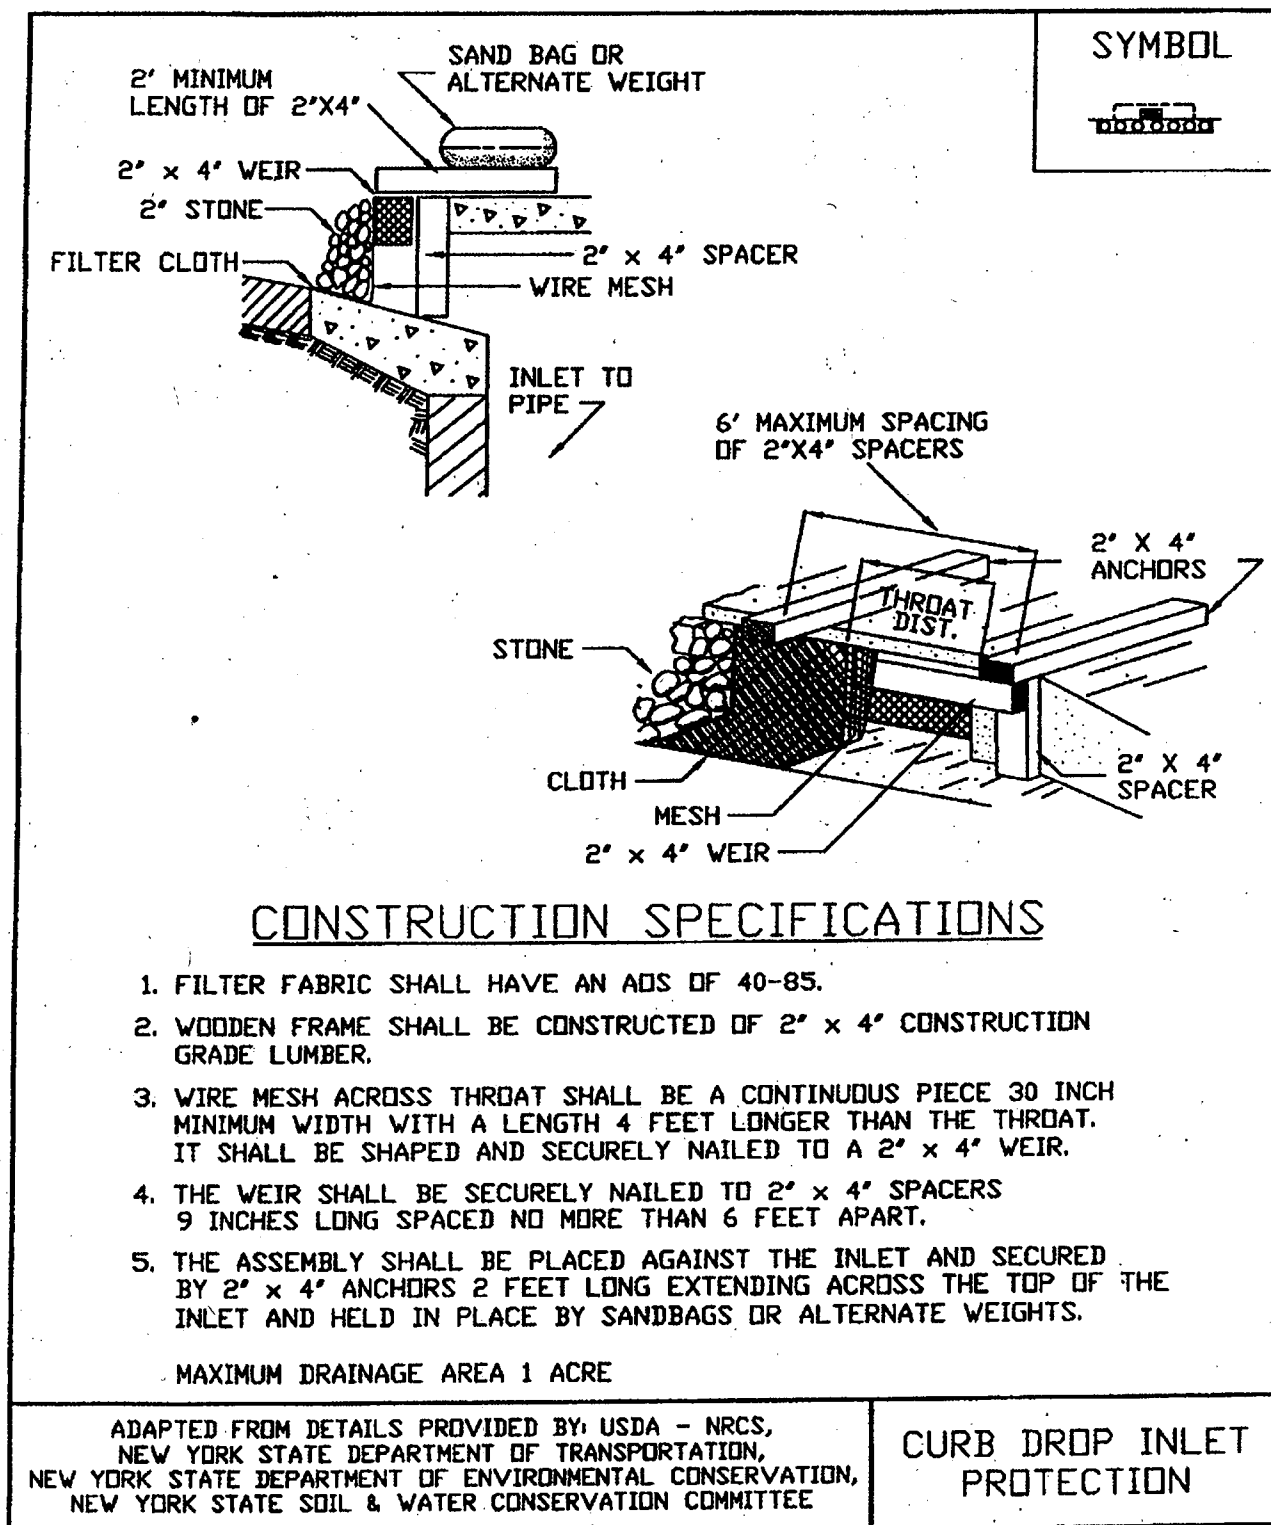 SYMBOL
SAND BAG OR
ALTERNATE WEIGHT
2' MINIMUM
LENGTH OF 2"X4"
2" x 4" WEIR
2" STONE
FILTER CLOTH
2" x 4" SPACER
WIRE MESH
INLET TO
PIPE
6' MAXIMUM SPACING
OF 2"X4" SPACERS
2" X 4"
ANCHORS
THROAT
DIST.
STONE
CLOTH
MESH
2" x 4" WEIR
2" X 4"
SPACER
CONSTRUCTION SPECIFICATIONS
1. FILTER FABRIC SHALL HAVE AN AOS OF 40-85.
2. WOODEN FRAME SHALL BE CONSTRUCTED OF 2" x 4" CONSTRUCTION
GRADE LUMBER.
3. WIRE MESH ACROSS THROAT SHALL BE A CONTINUOUS PIECE 30 INCH
MINIMUM WIDTH WITH A LENGTH 4 FEET LONGER THAN THE THROAT.
IT SHALL BE SHAPED AND SECURELY NAILED TO A 2" x 4" WEIR.
4. THE WEIR SHALL BE SECURELY NAILED TO 2" x 4" SPACERS
9 INCHES LONG SPACED NO MORE THAN 6 FEET APART.
5. THE ASSEMBLY SHALL BE PLACED AGAINST THE INLET AND SECURED
BY 2" x 4" ANCHORS 2 FEET LONG EXTENDING ACROSS THE TOP OF THE
INLET AND HELD IN PLACE BY SANDBAGS OR ALTERNATE WEIGHTS.
MAXIMUM DRAINAGE AREA 1 ACRE
ADAPTED FROM DETAILS PROVIDED BY: USDA - NRCS,
NEW YORK STATE DEPARTMENT OF TRANSPORTATION,
NEW YORK STATE DEPARTMENT OF ENVIRONMENTAL CONSERVATION,
NEW YORK STATE SOIL & WATER CONSERVATION COMMITTEE
CURB DROP INLET
PROTECTION